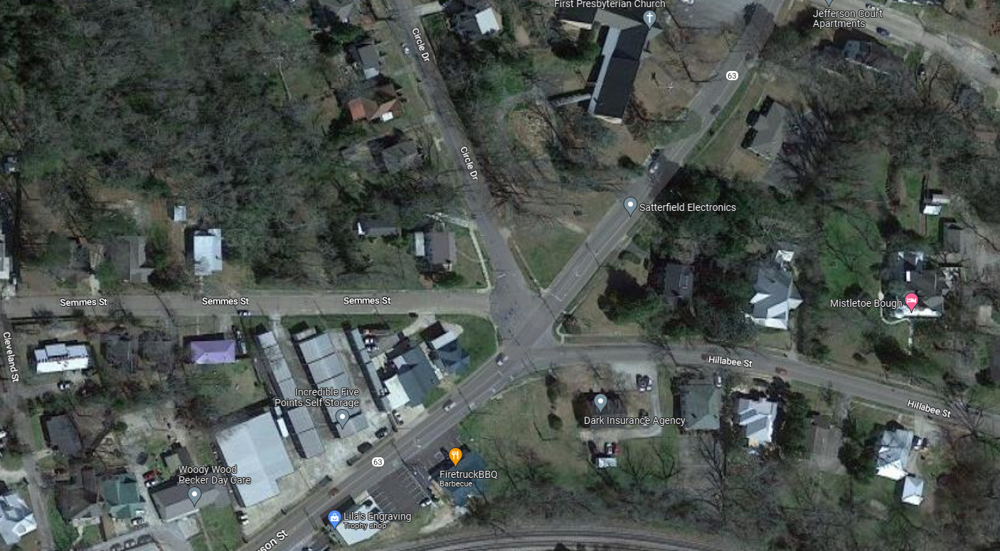 First Presbyterian Church
Jefferson Court
Apartments
Circle Dr
63
Circle Dr
Satterfield Electronics
Semmes St
Semmes St
Semmes St
Mistletoe Bough
Cleveland St
Hillabee St
Hillabee St
Incredible Five
Points Self Storage
Dark Insurance Agency
63
Woody Wood
Pecker Day Care
FiretruckBBQ
Barbecue
Lila's Engraving
Trophy shop
rson St